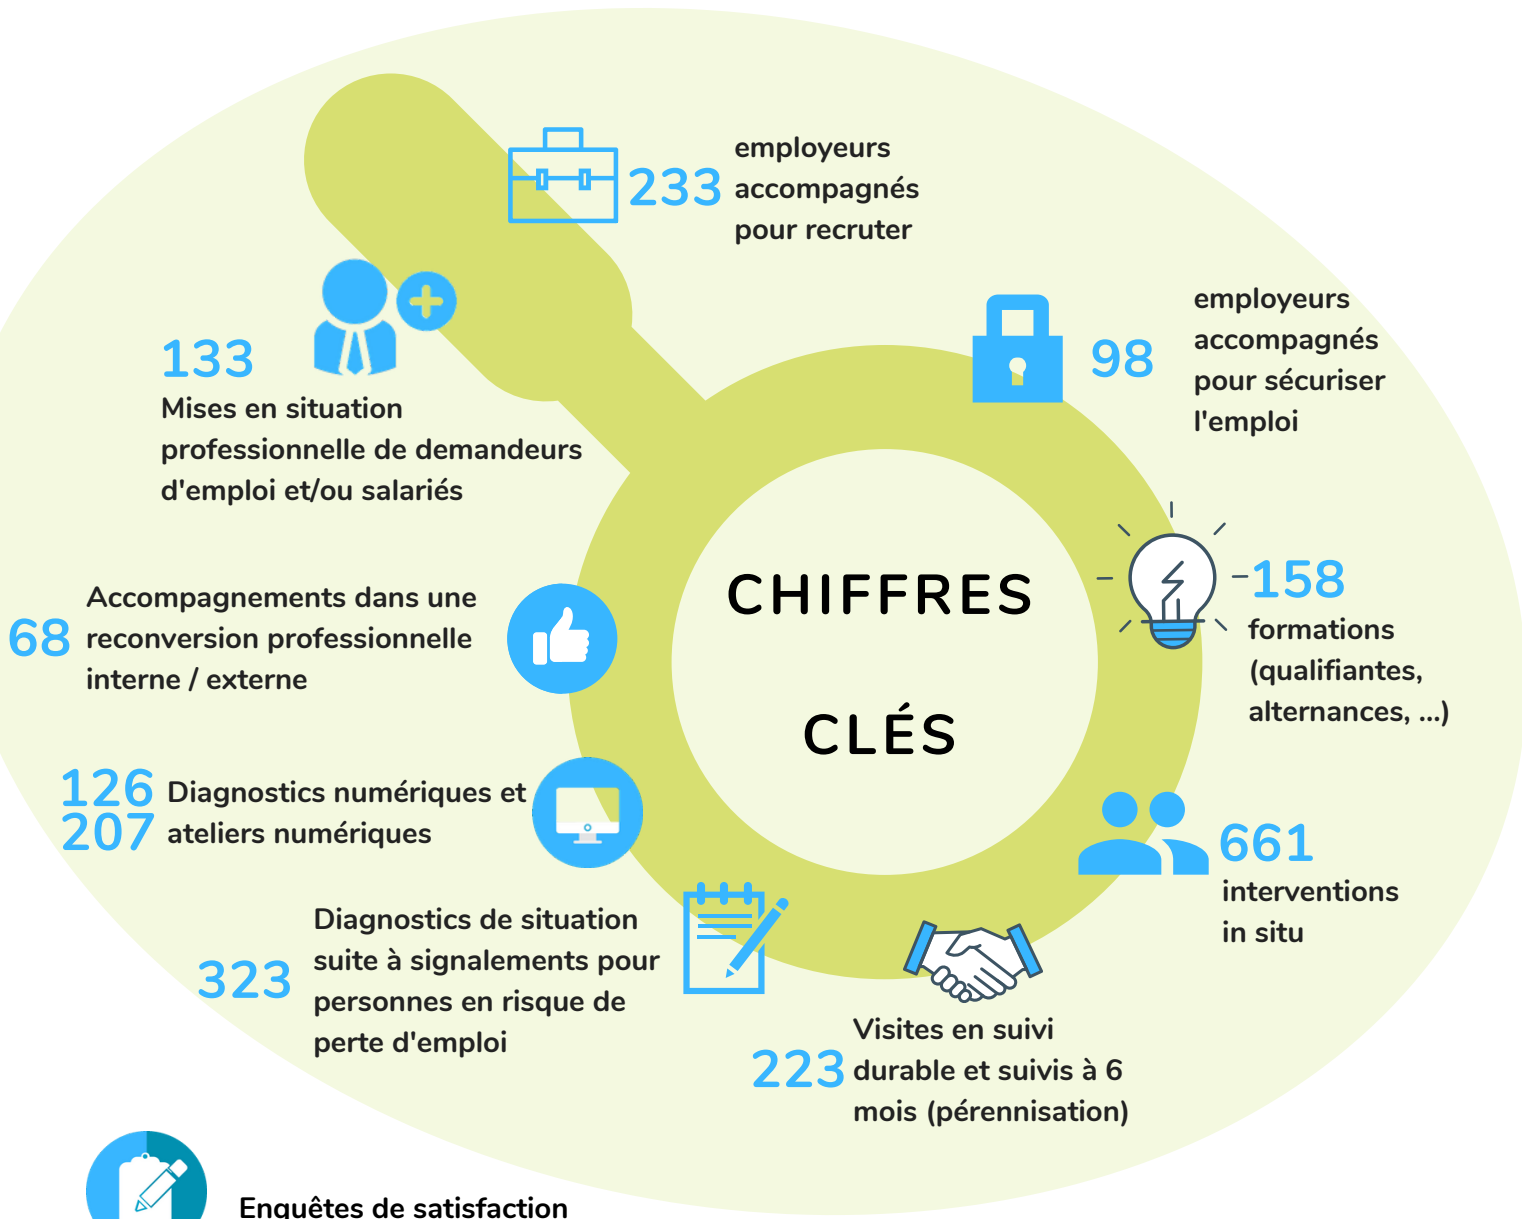 233
employeurs
accompagnés
pour recruter
98
employeurs
accompagnés
pour sécuriser
l'emploi
133
Mises en situation
professionnelle de demandeurs
d'emploi et/ou salariés
CHIFFRES
CLÉS
158
formations
(qualifiantes,
alternances, ...)
68
Accompagnements dans une
reconversion professionnelle
interne / externe
126
207
Diagnostics numériques et
ateliers numériques
661
interventions
in situ
323
Diagnostics de situation
suite à signalements pour
personnes en risque de
perte d'emploi
223
Visites en suivi
durable et suivis à 6
mois (pérennisation)
Enquêtes de satisfaction